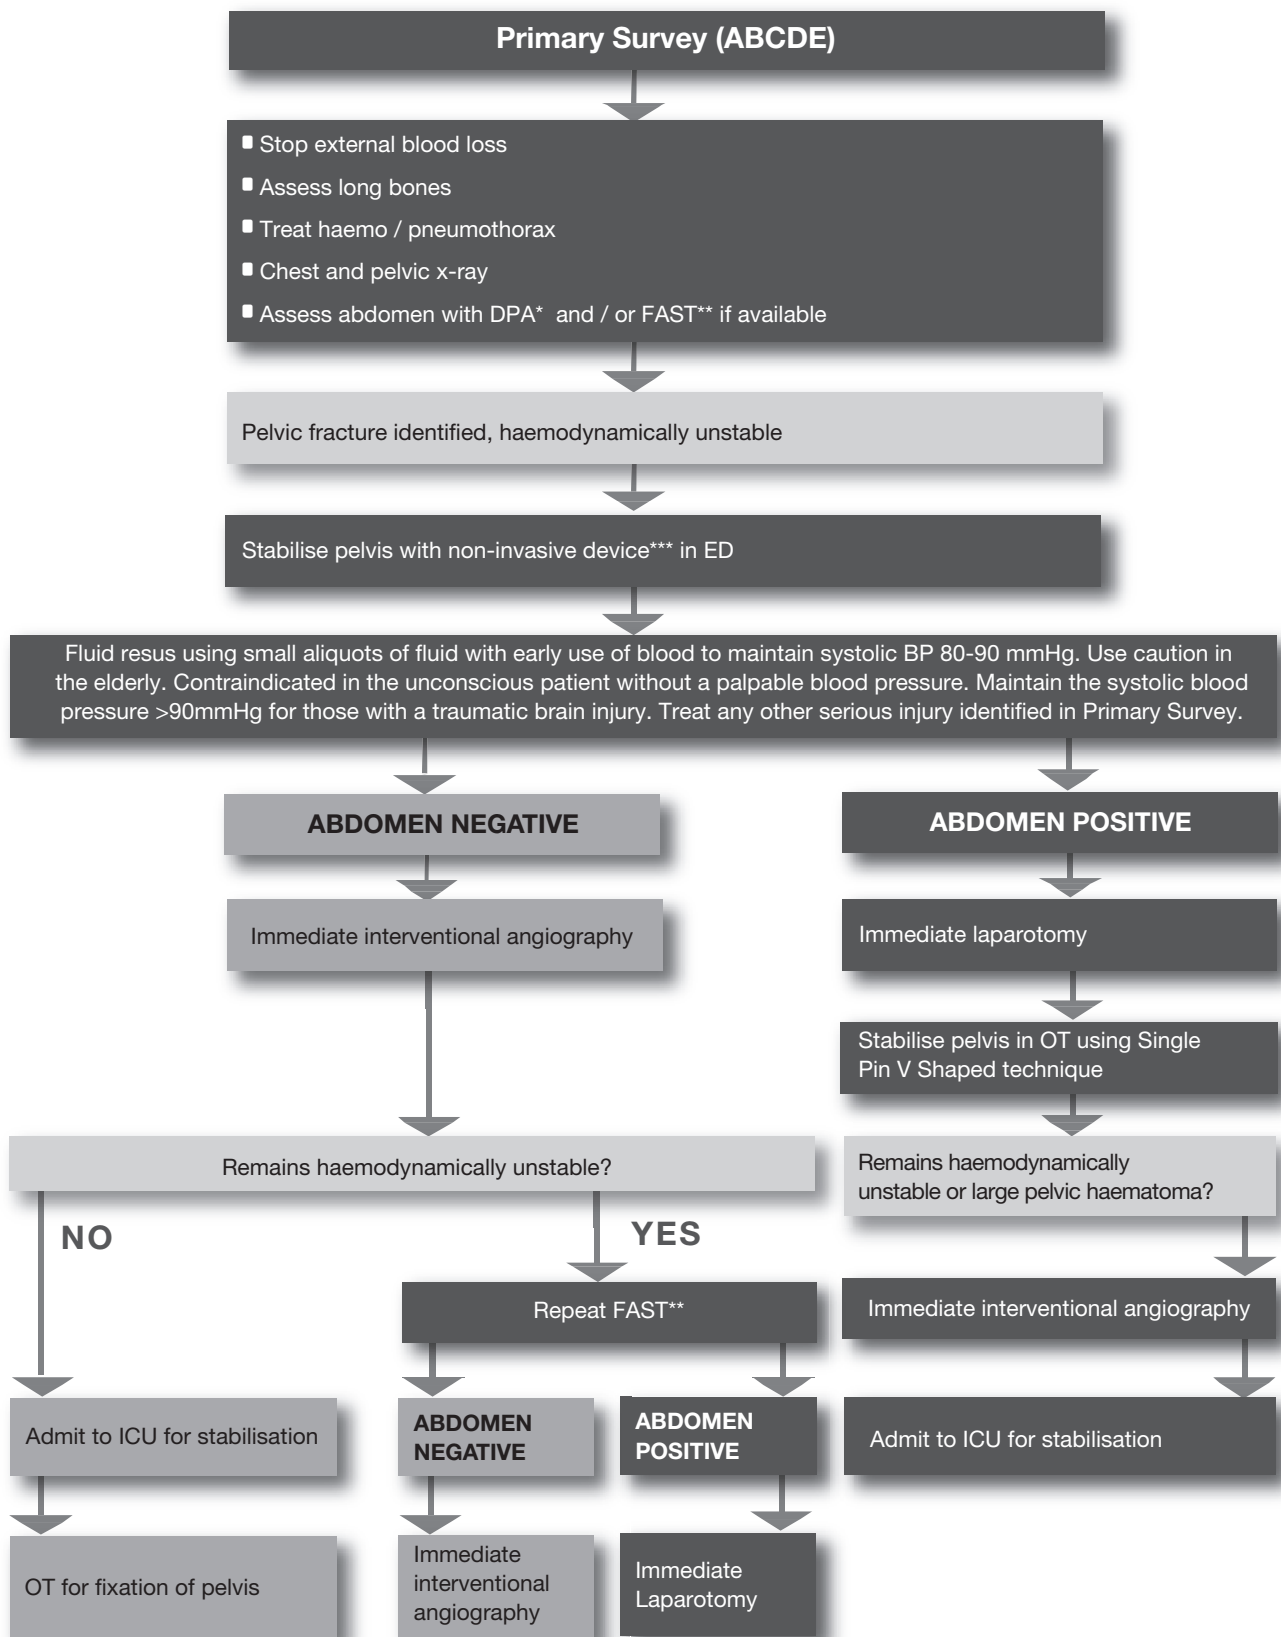 Primary Survey (ABCDE)
Stop external blood loss
Assess long bones
Treat haemo / pneumothorax
Chest and pelvic x-ray
Assess abdomen with DPA* and / or FAST** if available
Pelvic fracture identified, haemodynamically unstable
Stabilise pelvis with non-invasive device*** in ED
Fluid resus using small aliquots of fluid with early use of blood to maintain systolic BP 80-90 mmHg. Use caution in
the elderly. Contraindicated in the unconscious patient without a palpable blood pressure. Maintain the systolic blood
pressure >90mmHg for those with a traumatic brain injury. Treat any other serious injury identified in Primary Survey.
ABDOMEN NEGATIVE
Immediate interventional angiography
ABDOMEN POSITIVE
Immediate laparotomy
Stabilise pelvis in OT using Single
Pin V Shaped technique
Remains haemodynamically unstable?
NO
YES
Repeat FAST**
Admit to ICU for stabilisation
OT for fixation of pelvis
ABDOMEN
NEGATIVE
Immediate
interventional
angiography
ABDOMEN
POSITIVE
Immediate
Laparotomy
Remains haemodynamically
unstable or large pelvic haematoma?
Immediate interventional angiography
Admit to ICU for stabilisation